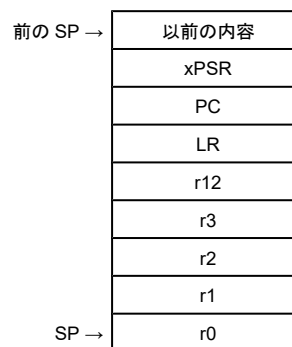 前の SP → 以前の内容
xPSR
PC
LR
r12
r3
r2
r1
SP → r0